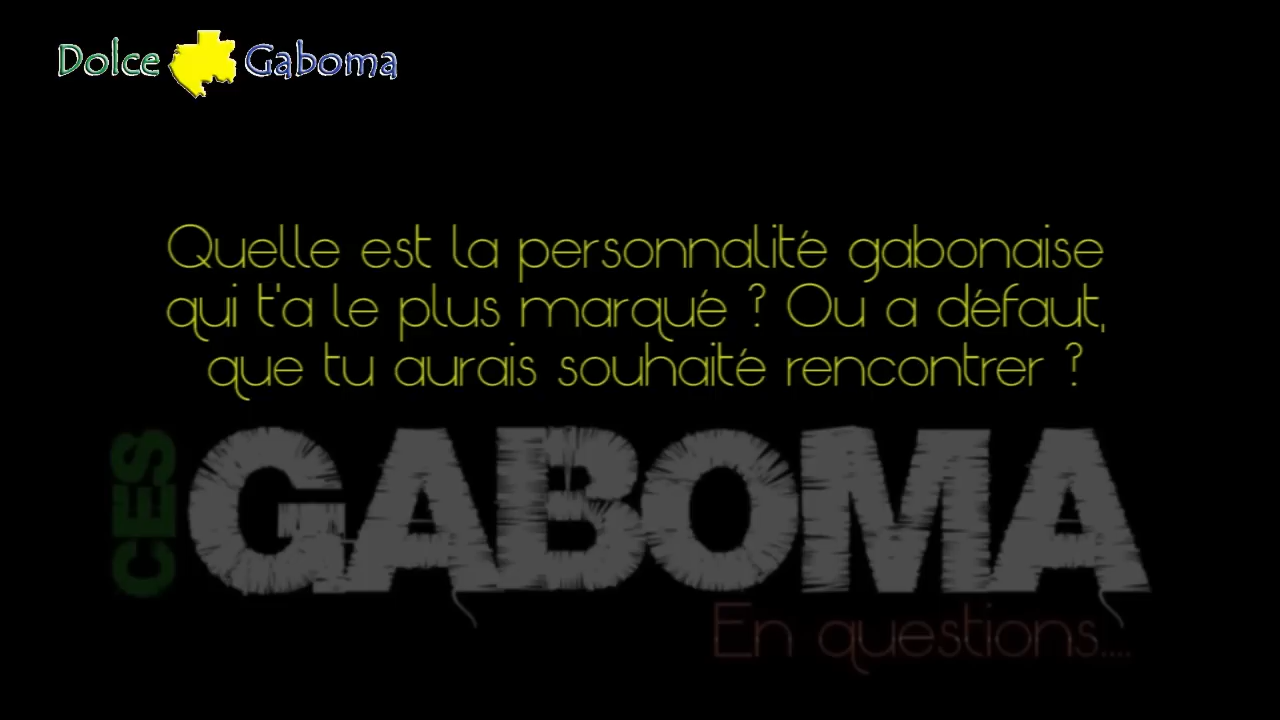 Dolce Gaboma
Quelle est la personnalité gabonaise
qui t'a le plus marqué ? Ou a défaut,
que tu aurais souhaité rencontrer ?
CES
GABOMA
En questions....